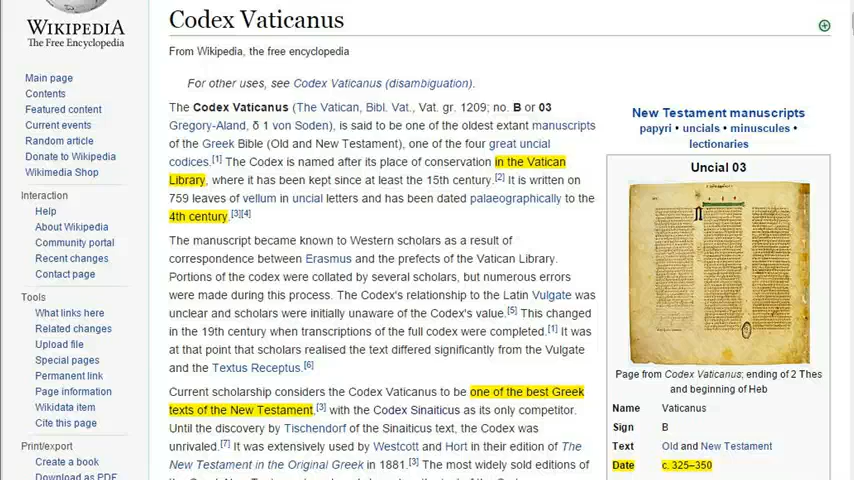 WIKIPEDIA
The Free Encyclopedia
Main page
Contents
Featured content
Current events
Random article
Donate to Wikipedia
Wikimedia Shop
Interaction
Help
About Wikipedia
Community portal
Recent changes
Contact page
Tools
What links here
Related changes
Upload file
Special pages
Permanent link
Page information
Wikidata item
Cite this page
Print/export
Create a book
Download as PDF
Codex Vaticanus
From Wikipedia, the free encyclopedia
For other uses, see Codex Vaticanus (disambiguation).
The Codex Vaticanus (The Vatican, Bibl. Vat., Vat. gr. 1209; no. B or 03
Gregory-Aland, δ 1 von Soden), is said to be one of the oldest extant manuscripts
of the Greek Bible (Old and New Testament), one of the four great uncial
codices.[1] The Codex is named after its place of conservation in the Vatican
Library, where it has been kept since at least the 15th century.[2] It is written on
759 leaves of vellum in uncial letters and has been dated palaeographically to the
4th century.[3][4]
The manuscript became known to Western scholars as a result of
correspondence between Erasmus and the prefects of the Vatican Library.
Portions of the codex were collated by several scholars, but numerous errors
were made during this process. The Codex's relationship to the Latin Vulgate was
unclear and scholars were initially unaware of the Codex's value.[5] This changed
in the 19th century when transcriptions of the full codex were completed.[1] It was
at that point that scholars realised the text differed significantly from the Vulgate
and the Textus Receptus.[6]
Current scholarship considers the Codex Vaticanus to be one of the best Greek
texts of the New Testament,[3] with the Codex Sinaiticus as its only competitor.
Until the discovery by Tischendorf of the Sinaiticus text, the Codex was
unrivaled.[7] It was extensively used by Westcott and Hort in their edition of The
New Testament in the Original Greek in 1881.[3] The most widely sold editions of
New Testament manuscripts
papyri • uncials • minuscules •
lectionaries
Uncial 03
Page from Codex Vaticanus; ending of 2 Thes
and beginning of Heb
Name Vaticanus
Sign B
Text Old and New Testament
Date c. 325–350